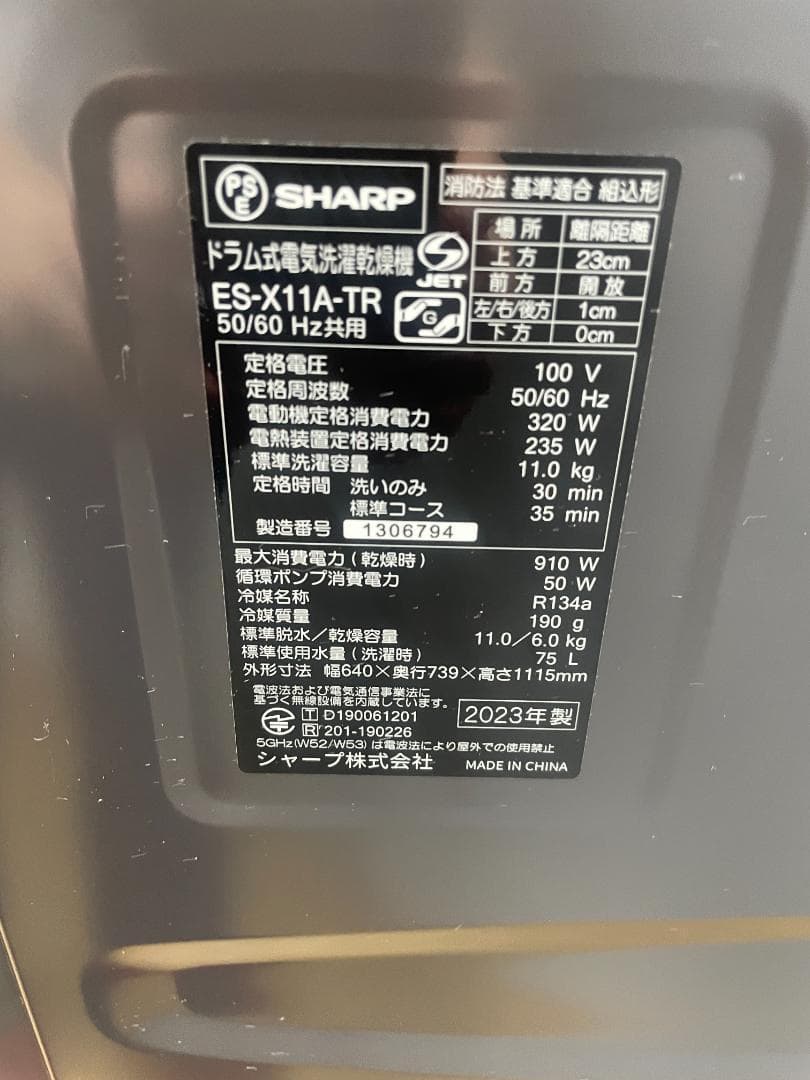 PSE SHARP
消防法 基準適合 組込形
場所 離隔距離
上方 23cm
前方 開放
左/右/後方 1cm
下方 0cm
ドラム式電気洗濯乾燥機
JET
ES-X11A-TR
G
50/60 Hz共用
定格電圧 100 V
定格周波数 50/60 Hz
電動機定格消費電力 320 W
電熱装置定格消費電力 235 W
標準洗濯容量 11.0 kg
定格時間 洗いのみ 30 min
標準コース 35 min
製造番号 1306794
最大消費電力(乾燥時) 910 W
循環ポンプ消費電力 50 W
冷媒名称 R134a
冷媒質量 190 g
標準脱水/乾燥容量 11.0/6.0 kg
標準使用水量(洗濯時) 75 L
外形寸法 幅640×奥行739×高さ1115mm
電波法および電気通信事業法に
基づく無線設備を内蔵しています。
T D190061201
R 201-190226
2023年製
5GHz(W52/W53)は電波法により屋外での使用禁止
シャープ株式会社 MADE IN CHINA